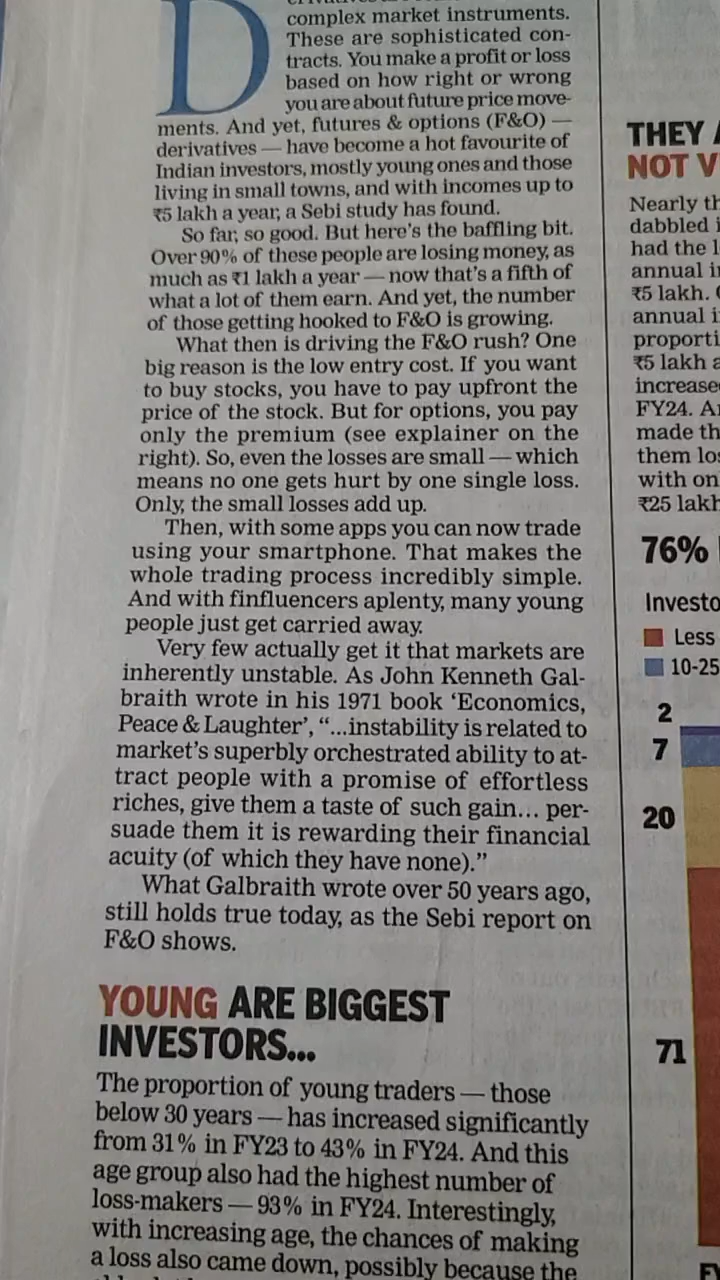 D
complex market instruments.
These are sophisticated con-
tracts. You make a profit or loss
based on how right or wrong
you are about future price move-
ments. And yet, futures & options (F&O) —
derivatives — have become a hot favourite of
Indian investors, mostly young ones and those
living in small towns, and with incomes up to
₹5 lakh a year, a Sebi study has found.
So far, so good. But here's the baffling bit.
Over 90% of these people are losing money, as
much as ₹1 lakh a year — now that's a fifth of
what a lot of them earn. And yet, the number
of those getting hooked to F&O is growing.
What then is driving the F&O rush? One
big reason is the low entry cost. If you want
to buy stocks, you have to pay upfront the
price of the stock. But for options, you pay
only the premium (see explainer on the
right). So, even the losses are small — which
means no one gets hurt by one single loss.
Only, the small losses add up.
Then, with some apps you can now trade
using your smartphone. That makes the
whole trading process incredibly simple.
And with finfluencers aplenty, many young
people just get carried away.
Very few actually get it that markets are
inherently unstable. As John Kenneth Gal-
braith wrote in his 1971 book ‘Economics,
Peace & Laughter’, “...instability is related to
market's superbly orchestrated ability to at-
tract people with a promise of effortless
riches, give them a taste of such gain... per-
suade them it is rewarding their financial
acuity (of which they have none).”
What Galbraith wrote over 50 years ago,
still holds true today, as the Sebi report on
F&O shows.
YOUNG ARE BIGGEST
INVESTORS...
The proportion of young traders — those
below 30 years — has increased significantly
from 31% in FY23 to 43% in FY24. And this
age group also had the highest number of
loss-makers — 93% in FY24. Interestingly,
with increasing age, the chances of making
a loss also came down, possibly because the
THEY
NOT V
Nearly th
dabbled i
had the l
annual i
₹5 lakh.
annual i
proporti
₹5 lakh a
increase
FY24. A
made th
them lo
with on
₹25 lakh
76%
Investo
Less
10-25
2
7
20
71